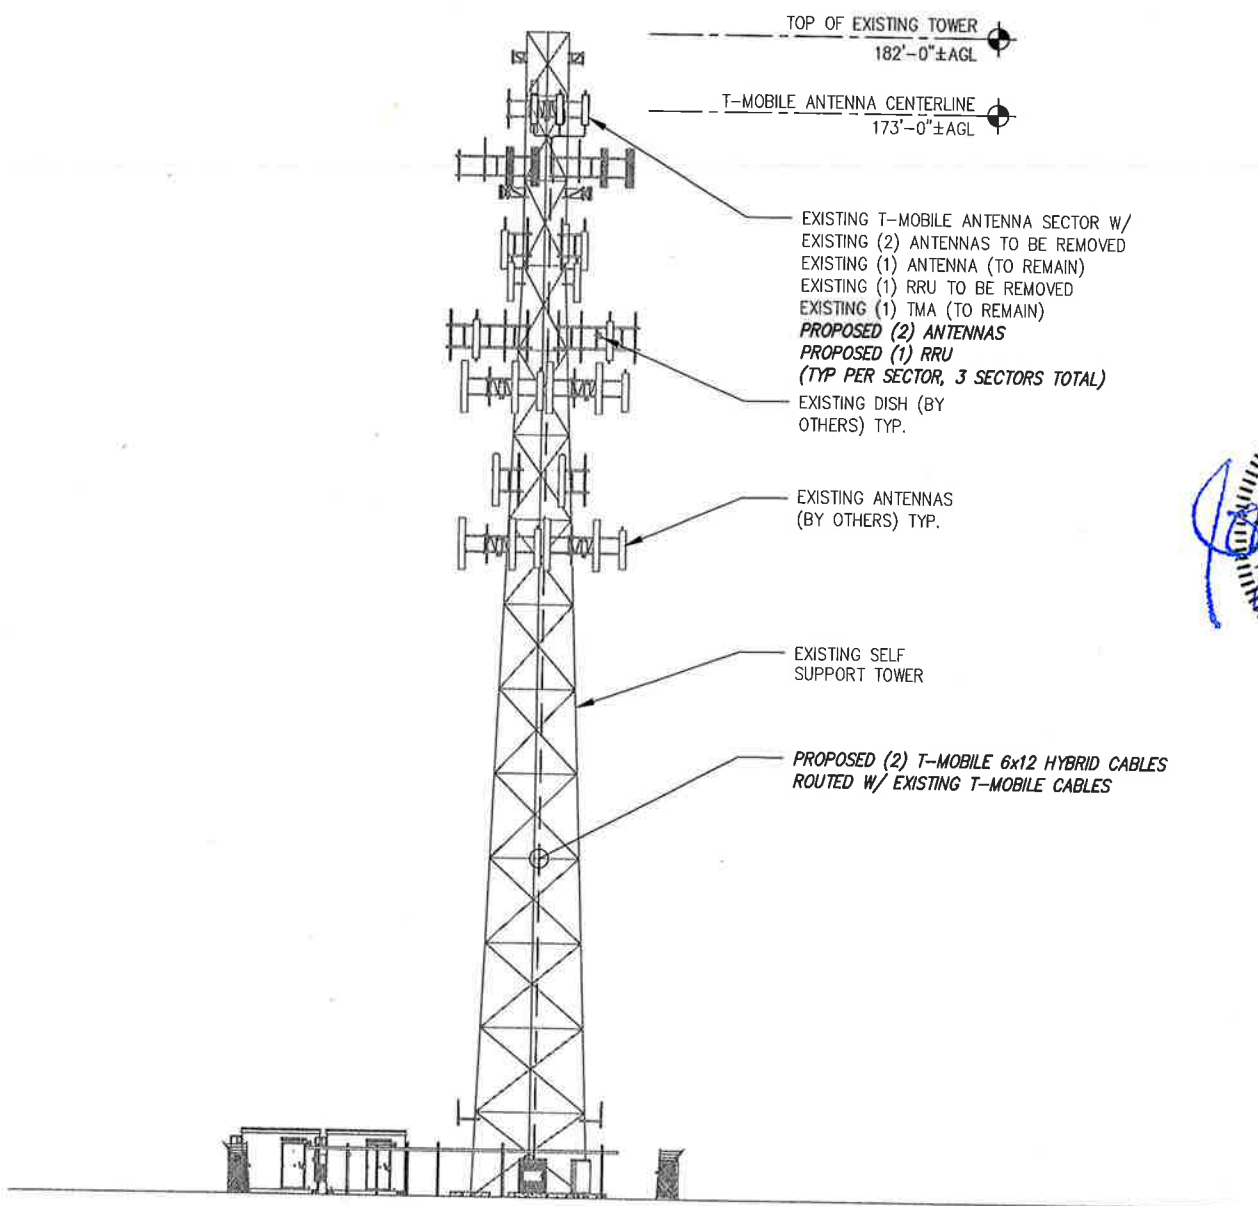 TOP OF EXISTING TOWER
182'-0"±AGL
T-MOBILE ANTENNA CENTERLINE
173'-0"±AGL
EXISTING T-MOBILE ANTENNA SECTOR W/
EXISTING (2) ANTENNAS TO BE REMOVED
EXISTING (1) ANTENNA (TO REMAIN)
EXISTING (1) RRU TO BE REMOVED
EXISTING (1) TMA (TO REMAIN)
PROPOSED (2) ANTENNAS
PROPOSED (1) RRU
(TYP PER SECTOR, 3 SECTORS TOTAL)
EXISTING DISH (BY
OTHERS) TYP.
EXISTING ANTENNAS
(BY OTHERS) TYP.
EXISTING SELF
SUPPORT TOWER
PROPOSED (2) T-MOBILE 6x12 HYBRID CABLES
ROUTED W/ EXISTING T-MOBILE CABLES